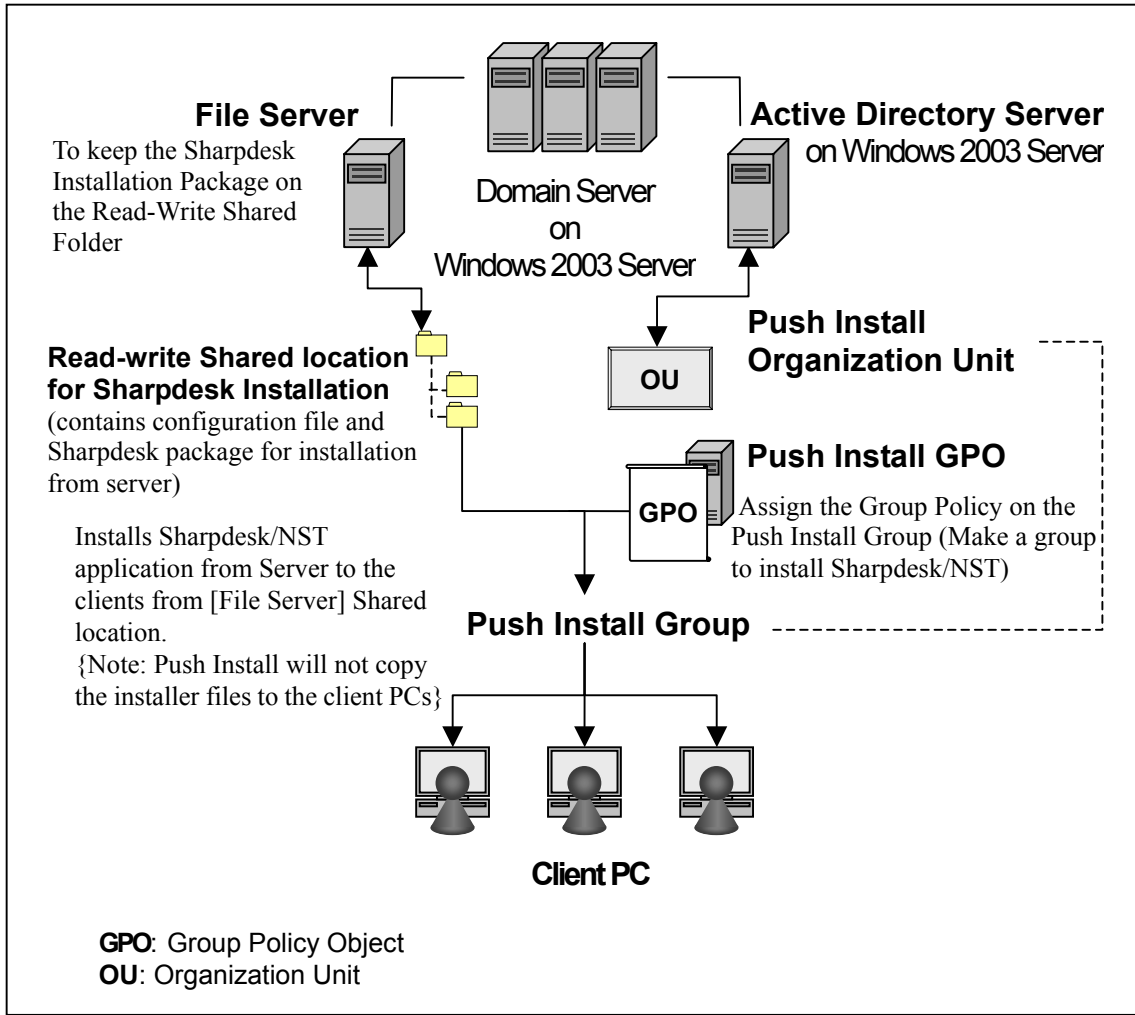 File Server
To keep the Sharpdesk
Installation Package on
the Read-Write Shared
Folder
Domain Server
on
Windows 2003 Server
Active Directory Server
on Windows 2003 Server
Read-write Shared location
for Sharpdesk Installation
(contains configuration file and
Sharpdesk package for installation
from server)
OU
Push Install
Organization Unit
GPO
Push Install GPO
Assign the Group Policy on the
Push Install Group (Make a group
to install Sharpdesk/NST)
Installs Sharpdesk/NST
application from Server to the
clients from [File Server] Shared
location.
{Note: Push Install will not copy
the installer files to the client PCs}
Push Install Group
Client PC
GPO: Group Policy Object
OU: Organization Unit